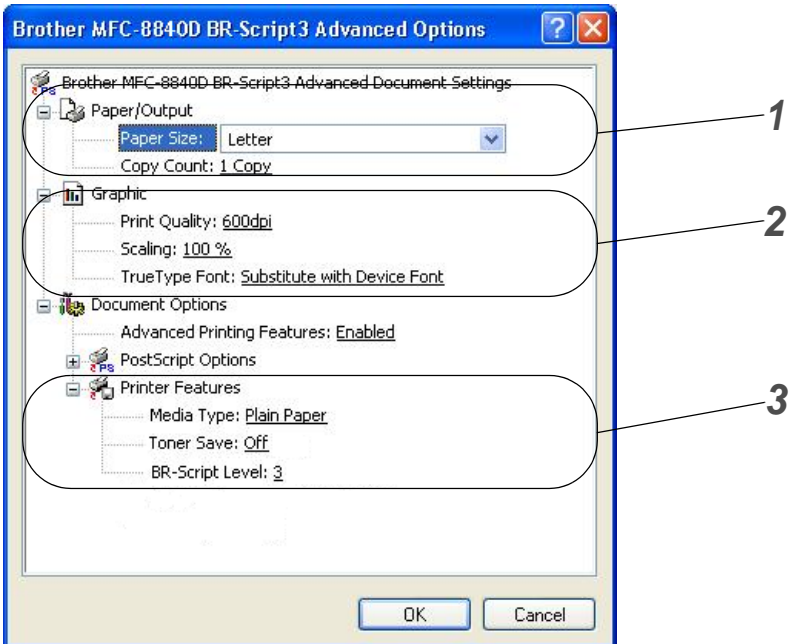 Brother MFC-8840D BR-Script3 Advanced Options
Brother MFC-8840D BR-Script3 Advanced Document Settings
PS
Paper/Output
Paper Size: Letter
1
Copy Count: 1 Copy
Graphic
Print Quality: 600dpi
2
Scaling: 100 %
TrueType Font: Substitute with Device Font
Document Options
Advanced Printing Features: Enabled
PostScript Options
PS
Printer Features
3
Media Type: Plain Paper
Toner Save: Off
BR-Script Level: 3
OK Cancel